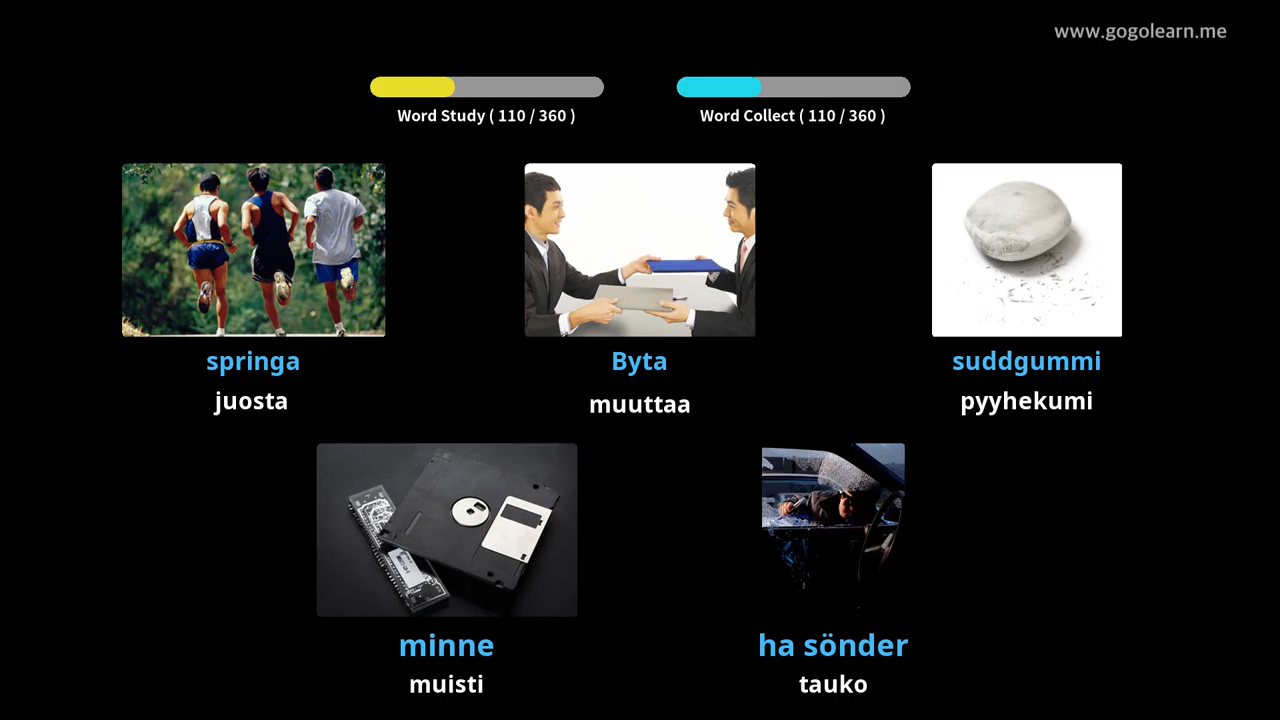 www.gogolearn.me
Word Study ( 110 / 360 )
Word Collect ( 110 / 360 )
springa
juosta
Byta
muuttaa
suddgummi
pyyhekumi
minne
muisti
ha sönder
tauko